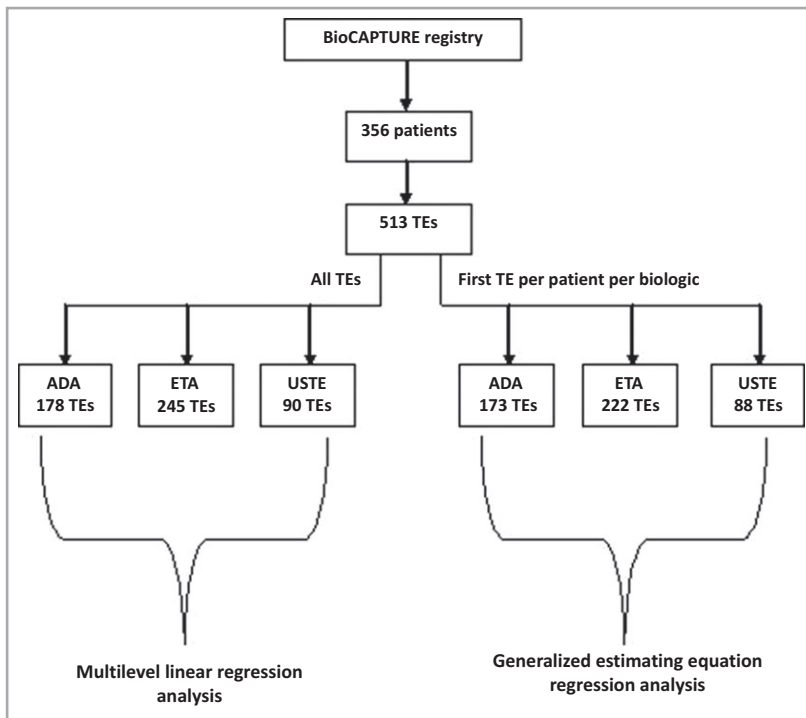 BioCAPTURE registry
356 patients
513 TEs
All TEs
First TE per patient per biologic
ADA
178 TEs
ETA
245 TEs
USTE
90 TEs
ADA
173 TEs
ETA
222 TEs
USTE
88 TEs
Multilevel linear regression
analysis
Generalized estimating equation
regression analysis